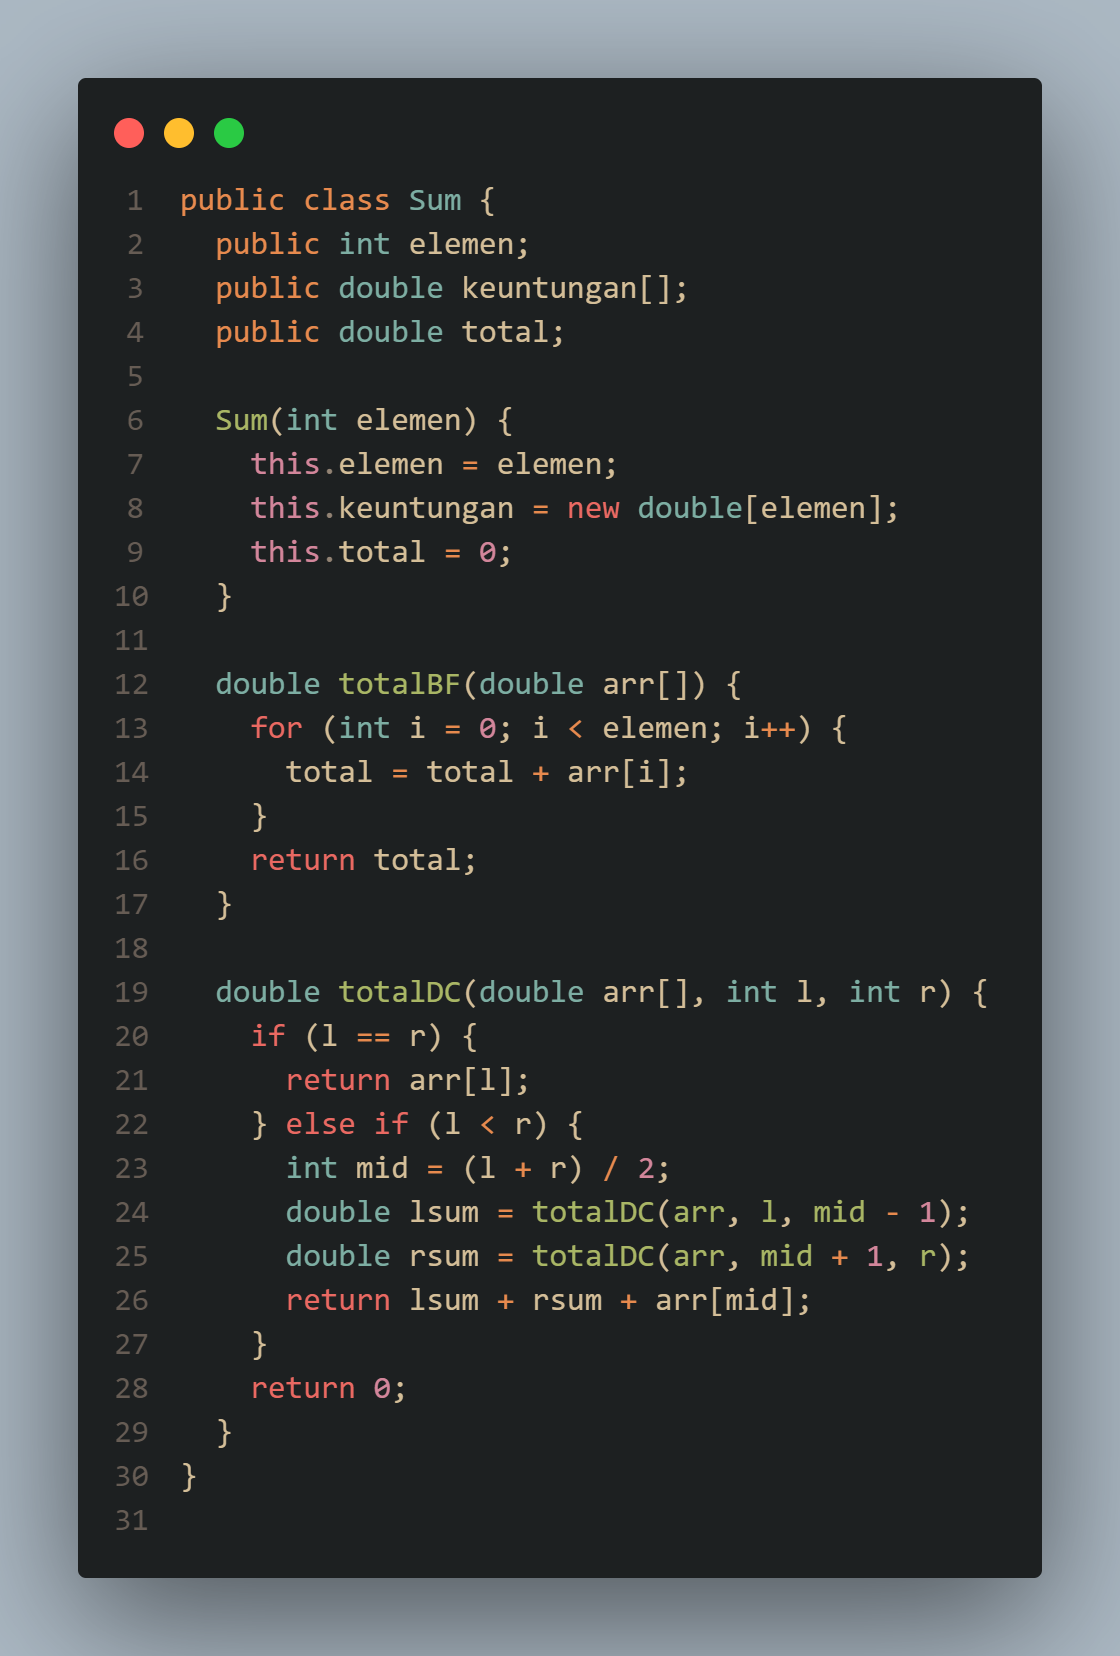 1 public class Sum {
2   public int elemen;
3   public double keuntungan[];
4   public double total;
5
6   Sum(int elemen) {
7     this.elemen = elemen;
8     this.keuntungan = new double[elemen];
9     this.total = 0;
10   }
11
12   double totalBF(double arr[]) {
13     for (int i = 0; i < elemen; i++) {
14       total = total + arr[i];
15     }
16     return total;
17   }
18
19   double totalDC(double arr[], int l, int r) {
20     if (l == r) {
21       return arr[l];
22     } else if (l < r) {
23       int mid = (l + r) / 2;
24       double lsum = totalDC(arr, l, mid - 1);
25       double rsum = totalDC(arr, mid + 1, r);
26       return lsum + rsum + arr[mid];
27     }
28     return 0;
29   }
30 }
31